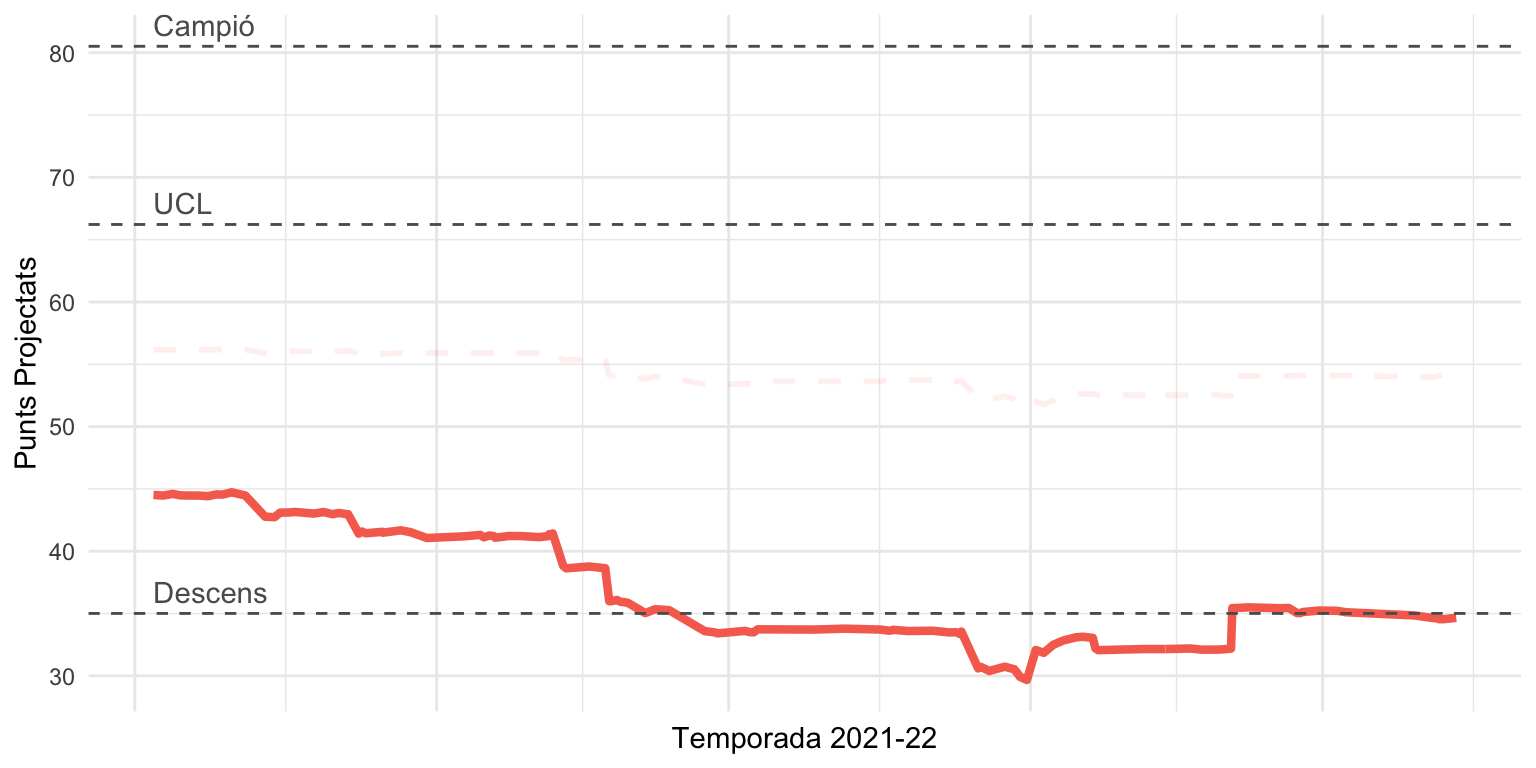 Campió
80
70
UCL
60
50
40
Descens
30
Punts Projectats
Temporada 2021-22